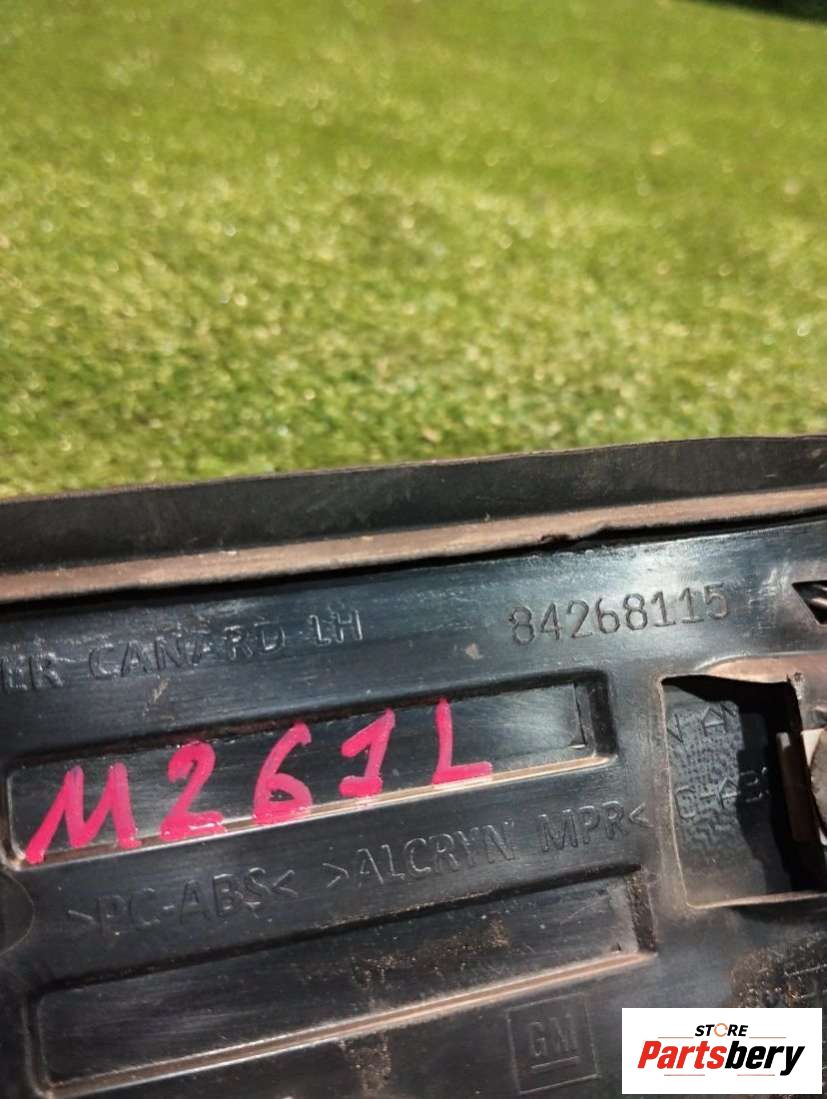 ER CANARD LH 84268115
M261L
>PC-ABS< >ALCRYN MPR<
GM
STORE
Partsbery